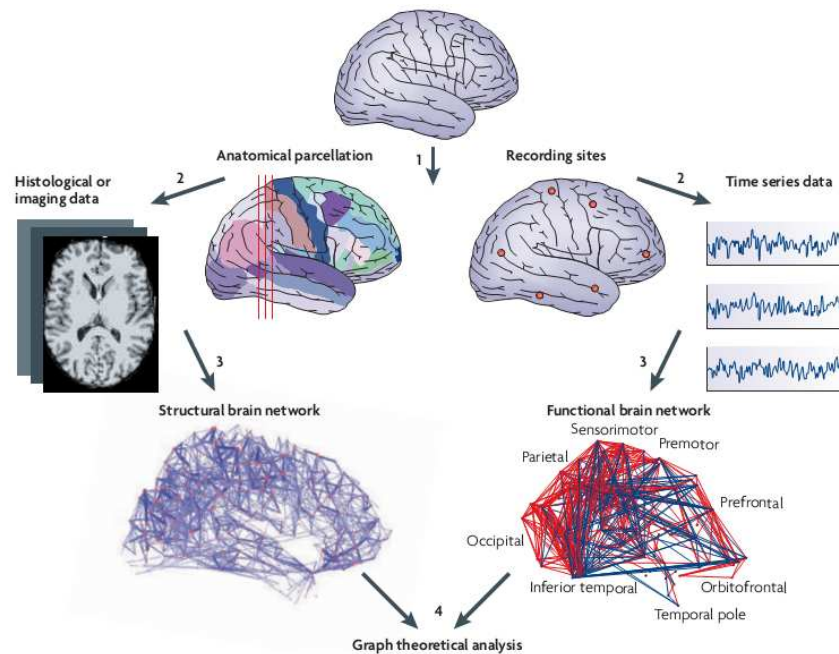 1
Anatomical parcellation
Recording sites
2
2
Histological or
imaging data
Time series data
3
3
Structural brain network
Functional brain network
Sensorimotor
Premotor
Parietal
Prefrontal
Occipital
Inferior temporal
Orbitofrontal
Temporal pole
4
Graph theoretical analysis